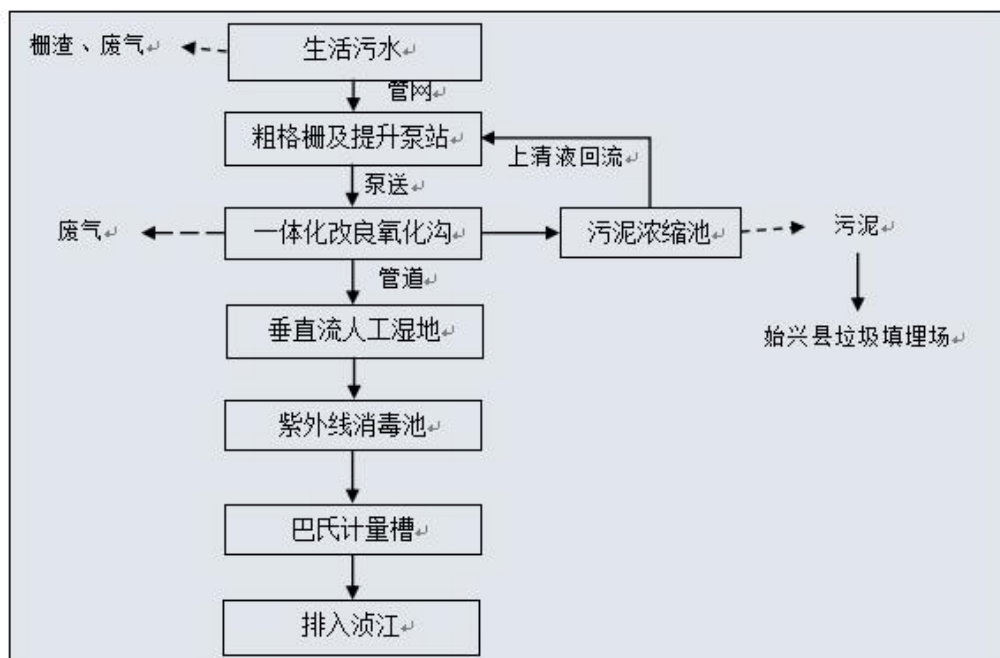 生活污水
栅渣、废气
管网
粗格栅及提升泵站
上清液回流
泵送
废气
一体化改良氧化沟
污泥浓缩池
污泥
管道
垂直流人工湿地
始兴县垃圾填埋场
紫外线消毒池
巴氏计量槽
排入浈江